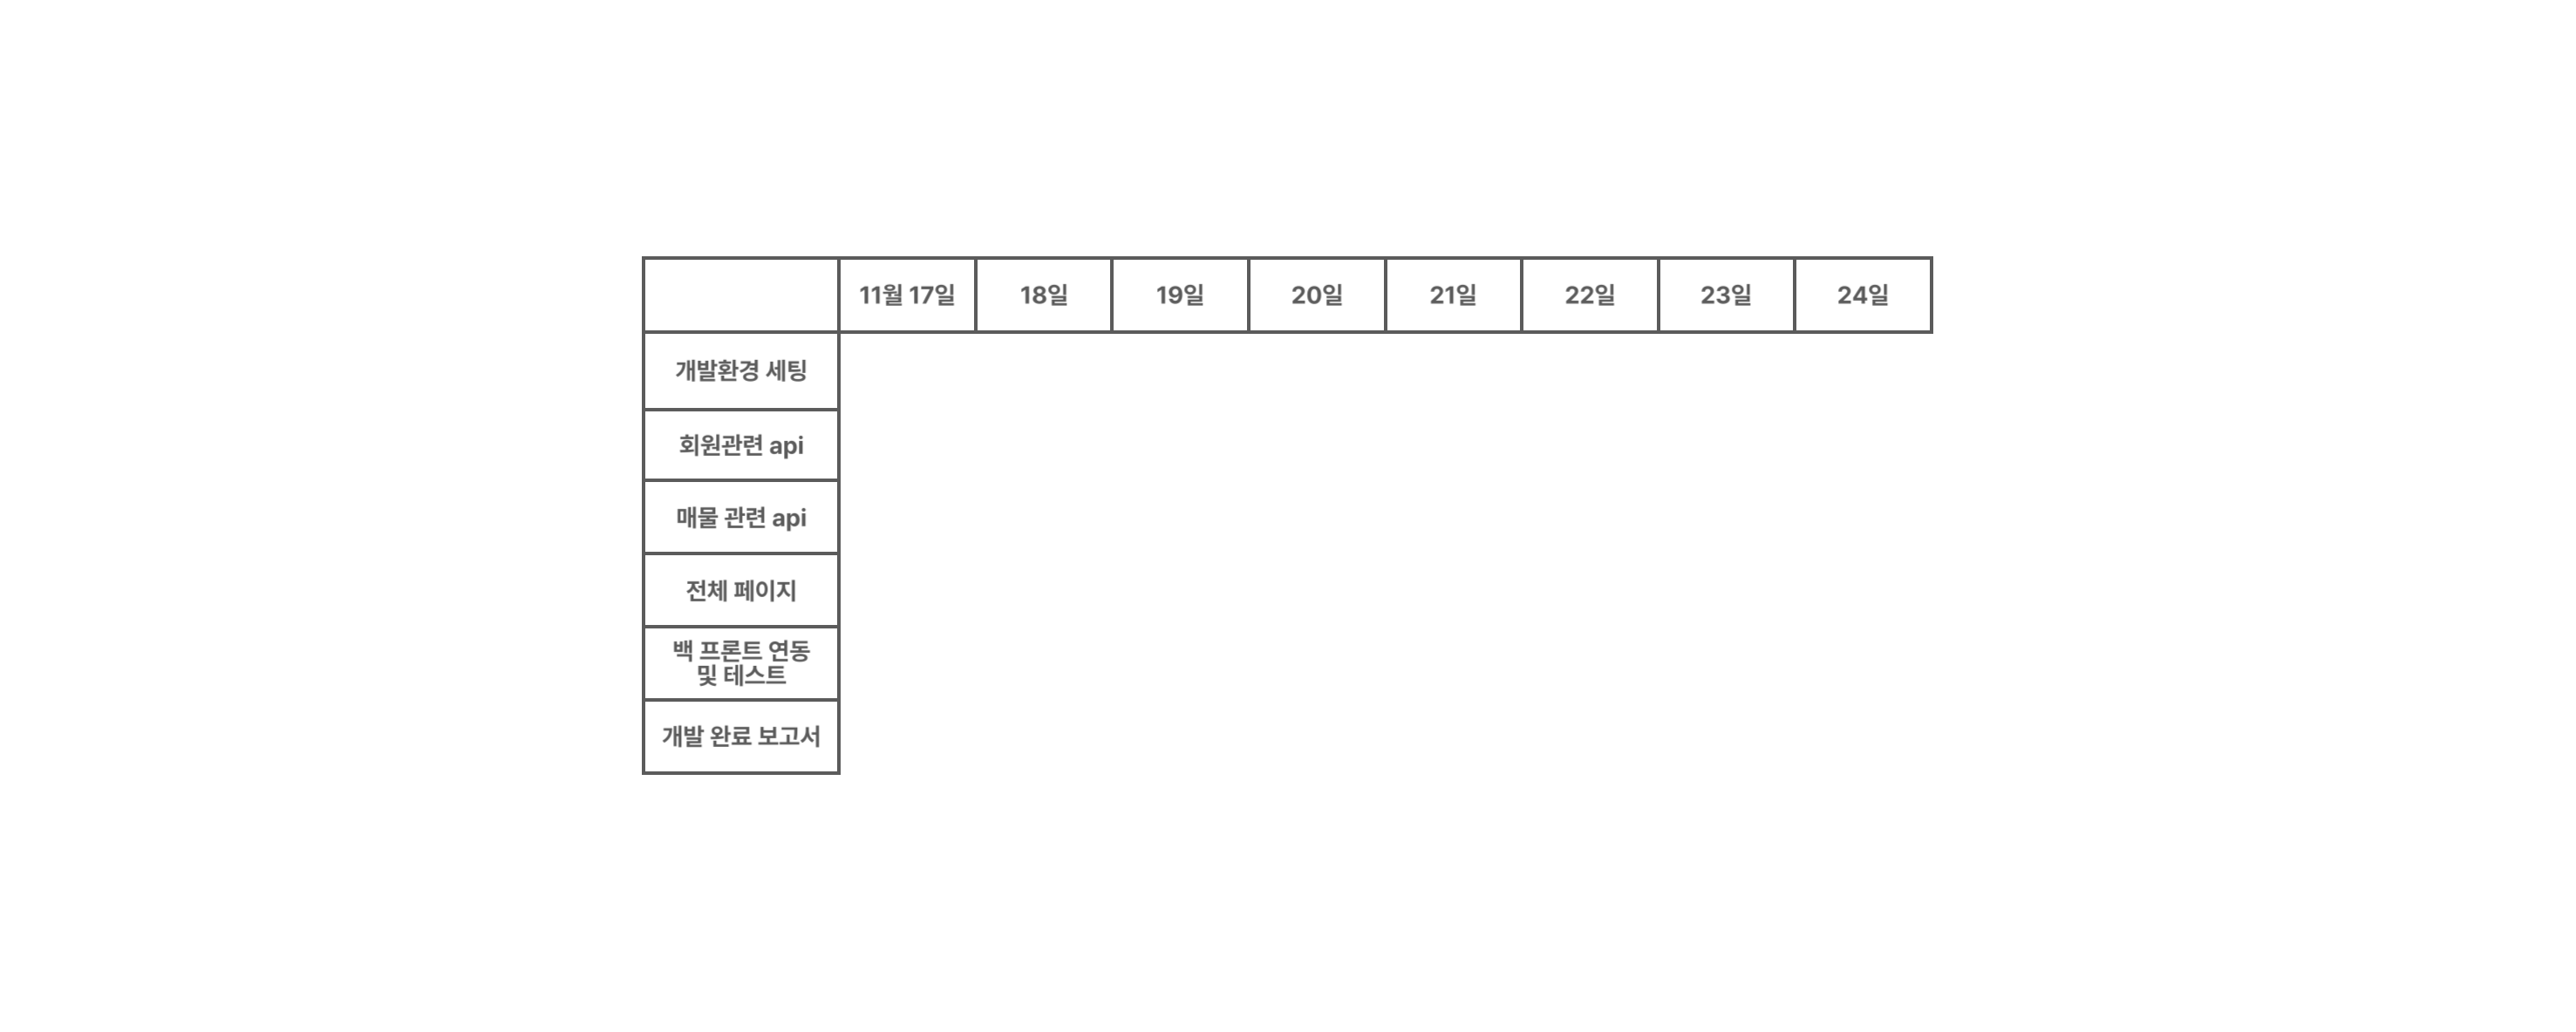 11월 17일
18일
19일
20일
21일
22일
23일
24일
개발환경 세팅
회원관련 api
매물 관련 api
전체 페이지
백 프론트 연동
및 테스트
개발 완료 보고서